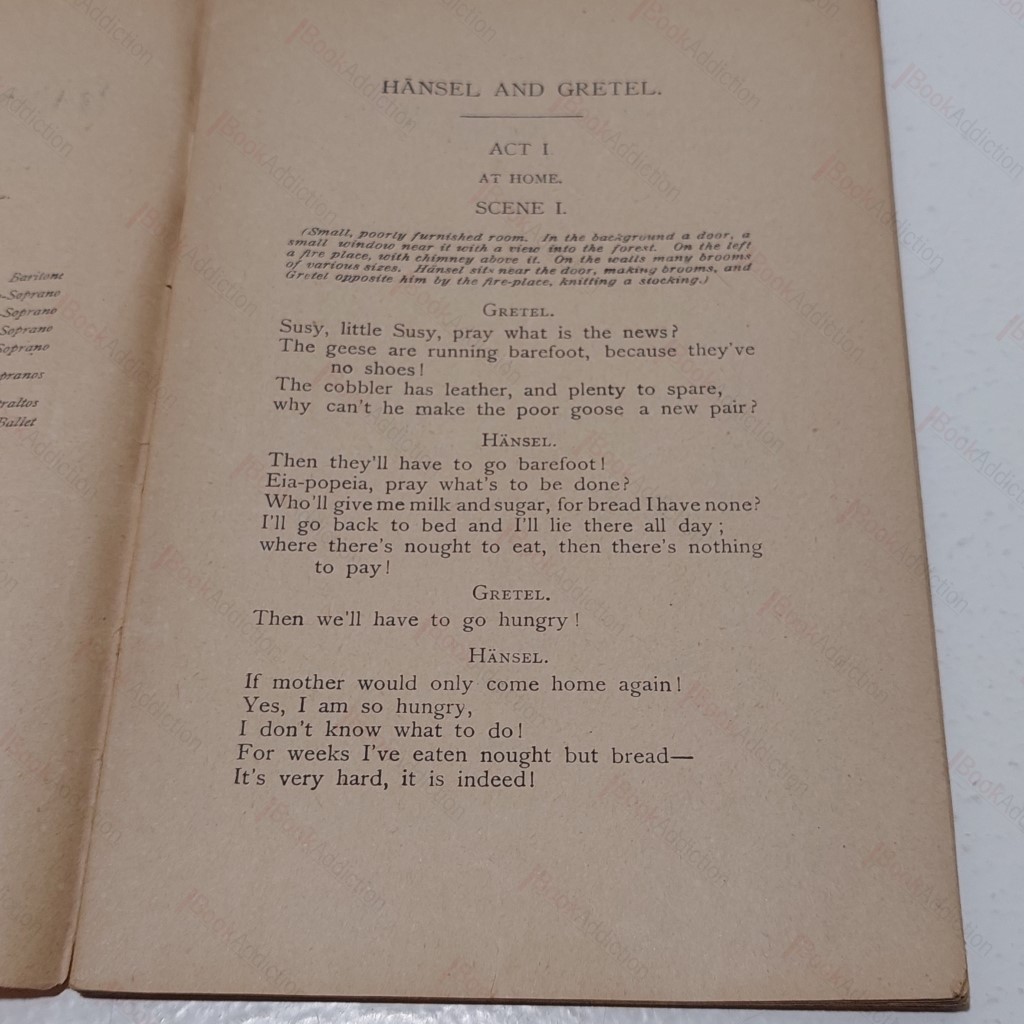 Baritone
-Soprano
-Soprano
Soprano
Soprano
pranos
raltos
Ballet
HÄNSEL AND GRETEL.
ACT I
AT HOME.
SCENE I.
(Small, poorly furnished room. In the background a door, a
small window near it with a view into the forest. On the left
a fire place, with chimney above it. On the walls many brooms
of various sizes. Hänsel sits near the door, making brooms, and
Gretel opposite him by the fire-place, knitting a stocking.)
GRETEL.
Susy, little Susy, pray what is the news?
The geese are running barefoot, because they've
no shoes!
The cobbler has leather, and plenty to spare,
why can't he make the poor goose a new pair?
HÄNSEL.
Then they'll have to go barefoot!
Eia-popeia, pray what's to be done?
Who'll give me milk and sugar, for bread I have none?
I'll go back to bed and I'll lie there all day;
where there's nought to eat, then there's nothing
to pay!
GRETEL.
Then we'll have to go hungry!
HÄNSEL.
If mother would only come home again!
Yes, I am so hungry,
I don't know what to do!
For weeks I've eaten nought but bread—
It's very hard, it is indeed!
BookAddiction